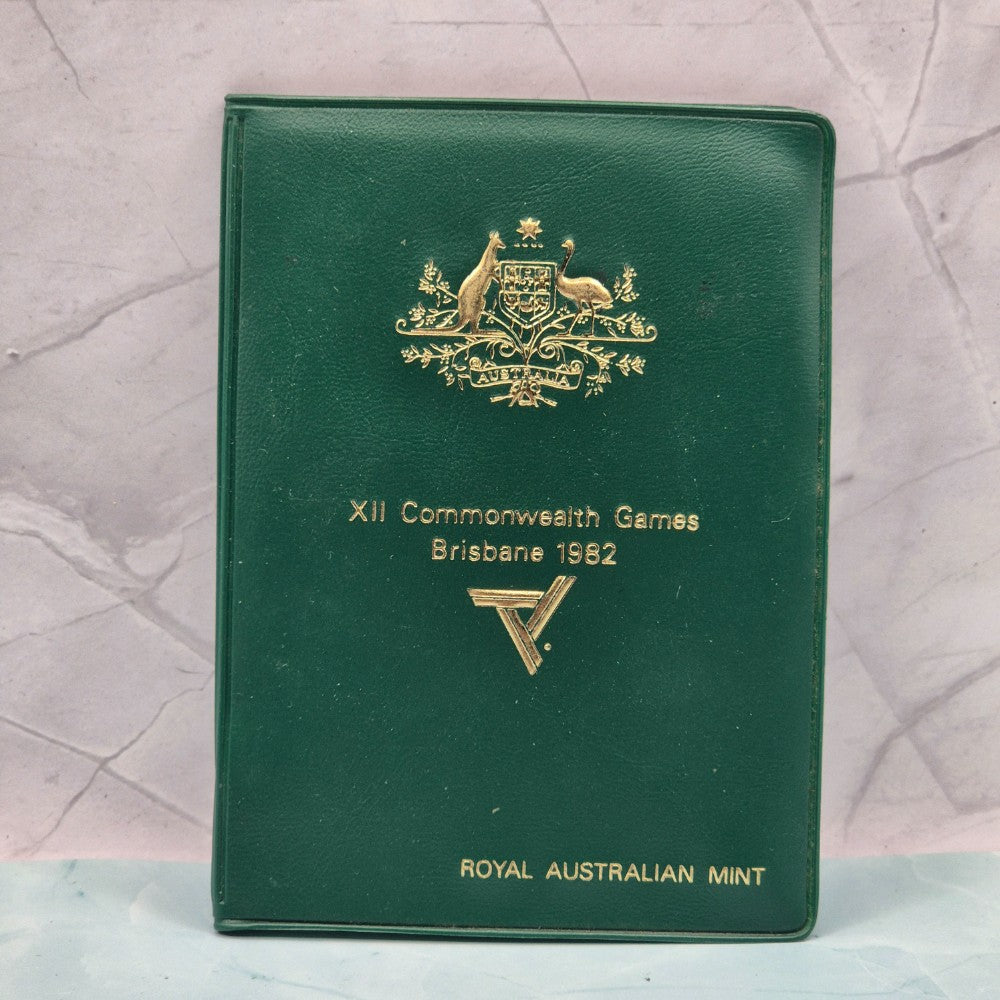 AUSTRALIA
XII Commonwealth Games
Brisbane 1982
ROYAL AUSTRALIAN MINT